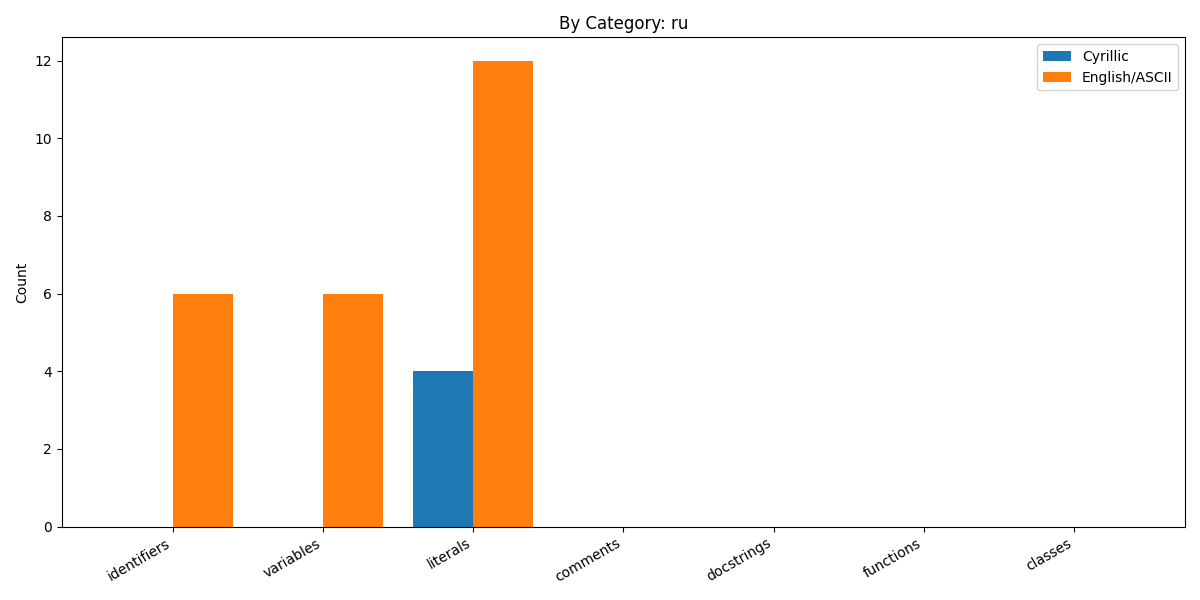 By Category: ru
Cyrillic
English/ASCII
Count
12
10
8
6
4
2
0
identifiers
variables
literals
comments
docstrings
functions
classes